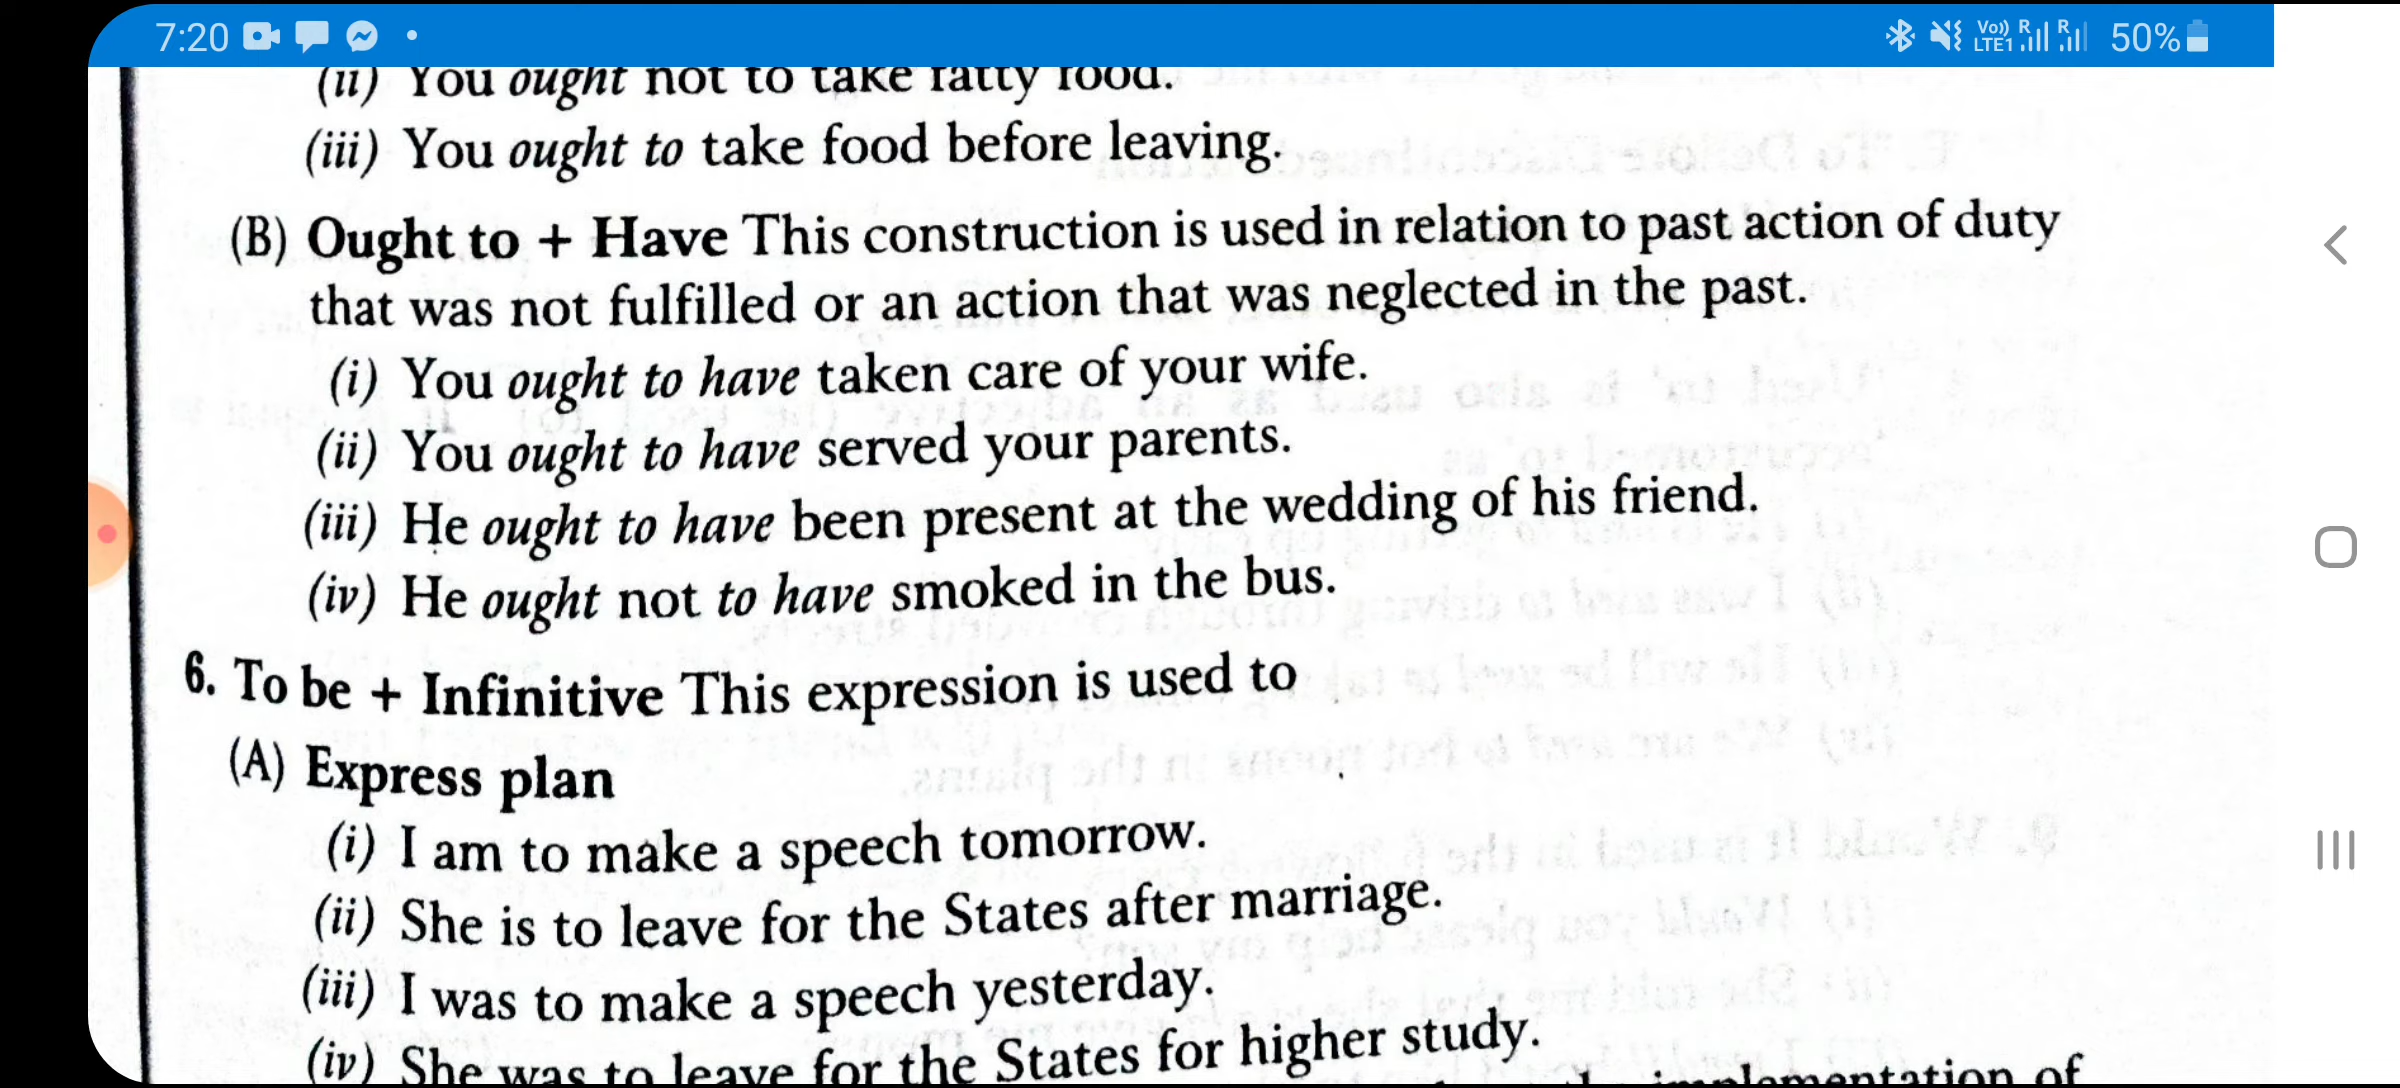 7:20
Vo)) R R
LTE1 50%
(ii) You ought not to take fatty food.
(iii) You ought to take food before leaving.
(B) Ought to + Have This construction is used in relation to past action of duty
that was not fulfilled or an action that was neglected in the past.
(i) You ought to have taken care of your wife.
(ii) You ought to have served your parents.
(iii) He ought to have been present at the wedding of his friend.
(iv) He ought not to have smoked in the bus.
6. To be + Infinitive This expression is used to
(A) Express plan
(i) I am to make a speech tomorrow.
(ii) She is to leave for the States after marriage.
(iii) I was to make a speech yesterday.
(iv) She was to leave for the States for higher study.
of